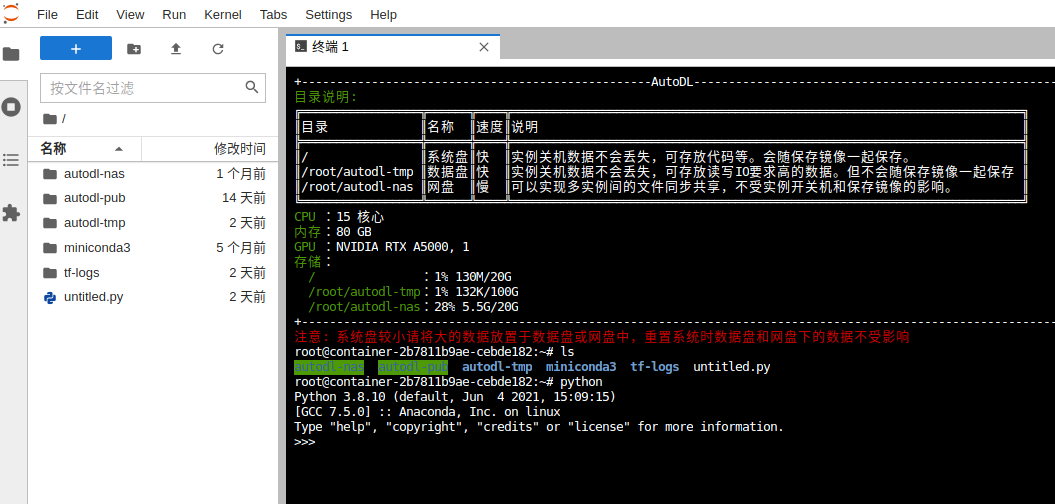 File Edit View Run Kernel Tabs Settings Help
+
按文件名过滤
/
名称 修改时间
autodl-nas 1 个月前
autodl-pub 14 天前
autodl-tmp 2 天前
miniconda3 5 个月前
tf-logs 2 天前
untitled.py 2 天前
终端 1
+--------------------------------------------------AutoDL----------------------------------------------------
目录说明:
║目录 ║名称 ║速度║说明 ║
║/ ║系统盘║快 ║实例关机数据不会丢失，可存放代码等。会随保存镜像一起保存。 ║
║/root/autodl-tmp ║数据盘║快 ║实例关机数据不会丢失，可存放读写IO要求高的数据。但不会随保存镜像一起保存 ║
║/root/autodl-nas ║网盘 ║慢 ║可以实现多实例间的文件同步共享，不受实例开关机和保存镜像的影响。 ║
CPU ：15 核心
内存：80 GB
GPU ：NVIDIA RTX A5000, 1
存储：
/ ：1% 130M/20G
/root/autodl-tmp：1% 132K/100G
/root/autodl-nas：28% 5.5G/20G
+----------------------------------------------------------------------------------------------------------
注意: 系统盘较小请将大的数据放置于数据盘或网盘中，重置系统时数据盘和网盘下的数据不受影响
root@container-2b7811b9ae-cebde182:~# ls
autodl-nas autodl-pub autodl-tmp miniconda3 tf-logs untitled.py
root@container-2b7811b9ae-cebde182:~# python
Python 3.8.10 (default, Jun  4 2021, 15:09:15)
[GCC 7.5.0] :: Anaconda, Inc. on linux
Type "help", "copyright", "credits" or "license" for more information.
>>>